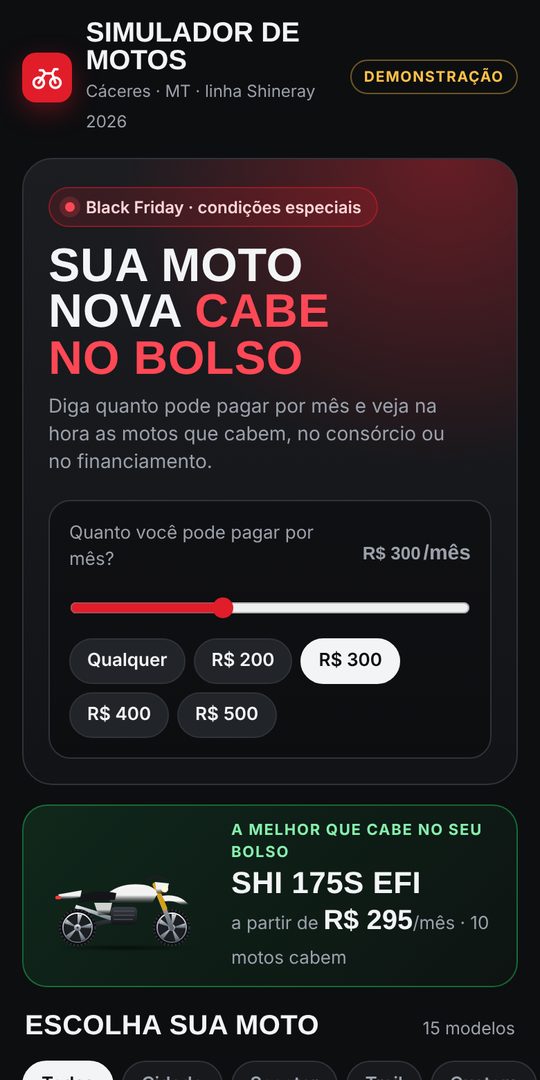 SIMULADOR DE
MOTOS
Cáceres · MT · linha Shineray
2026
DEMONSTRAÇÃO
Black Friday · condições especiais
SUA MOTO
NOVA CABE
NO BOLSO
Diga quanto pode pagar por mês e veja na
hora as motos que cabem, no consórcio ou
no financiamento.
Quanto você pode pagar por
mês?
R$ 300/mês
Qualquer
R$ 200
R$ 300
R$ 400
R$ 500
A MELHOR QUE CABE NO SEU
BOLSO
SHI 175S EFI
a partir de R$ 295/mês · 10
motos cabem
ESCOLHA SUA MOTO
15 modelos